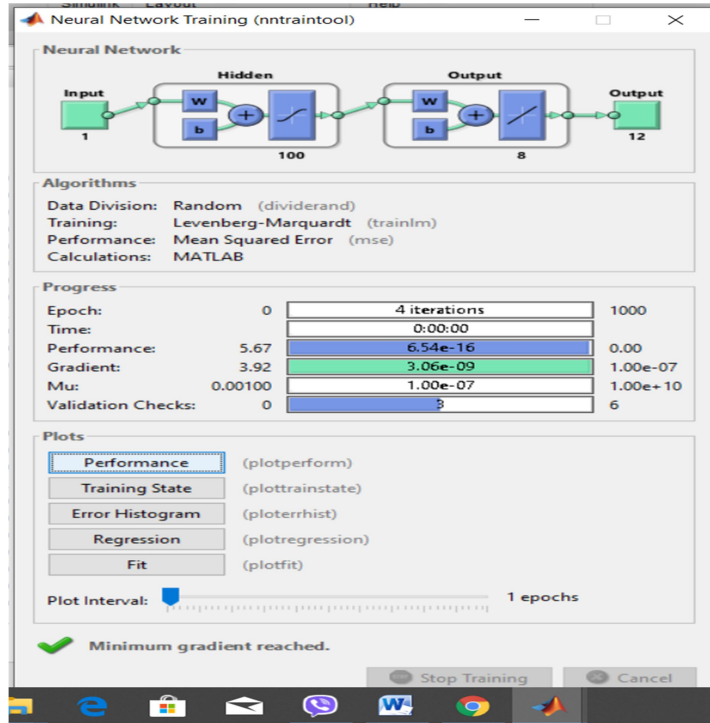 Simulink Layout Help
Neural Network Training (nntraintool)
Neural Network
Hidden Output
Input Output
W W
b b
1 12
100 8
Algorithms
Data Division: Random (dividerand)
Training: Levenberg-Marquardt (trainlm)
Performance: Mean Squared Error (mse)
Calculations: MATLAB
Progress
Epoch: 0 4 iterations 1000
Time: 0:00:00
Performance: 5.67 6.54e-16 0.00
Gradient: 3.92 3.06e-09 1.00e-07
Mu: 0.00100 1.00e-07 1.00e+10
Validation Checks: 0 3 6
Plots
Performance (plotperform)
Training State (plottrainstate)
Error Histogram (ploterrhist)
Regression (plotregression)
Fit (plotfit)
Plot Interval: 1 epochs
Minimum gradient reached.
Stop Training Cancel